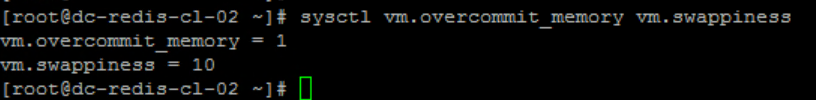 [root@dc-redis-cl-02 ~]# sysctl vm.overcommit_memory vm.swappiness
vm.overcommit_memory = 1
vm.swappiness = 10
[root@dc-redis-cl-02 ~]#